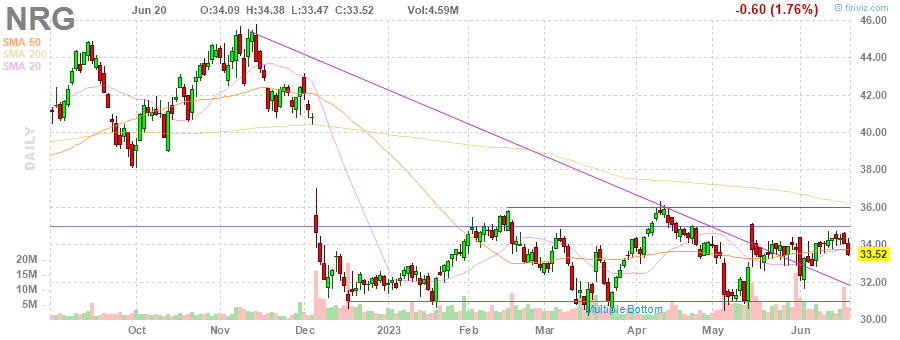 NRG Jun 20 O:34.09 H:34.38 L:33.47 C:33.52 Vol:4.59M -0.60 (1.76%) © finviz.com
SMA 50
SMA 200
SMA 20
DAILY
46.00
44.00
42.00
40.00
38.00
36.00
34.00
33.52
32.00
30.00
20M
15M
10M
5M
Multiple Bottom
Oct Nov Dec 2023 Feb Mar Apr May Jun